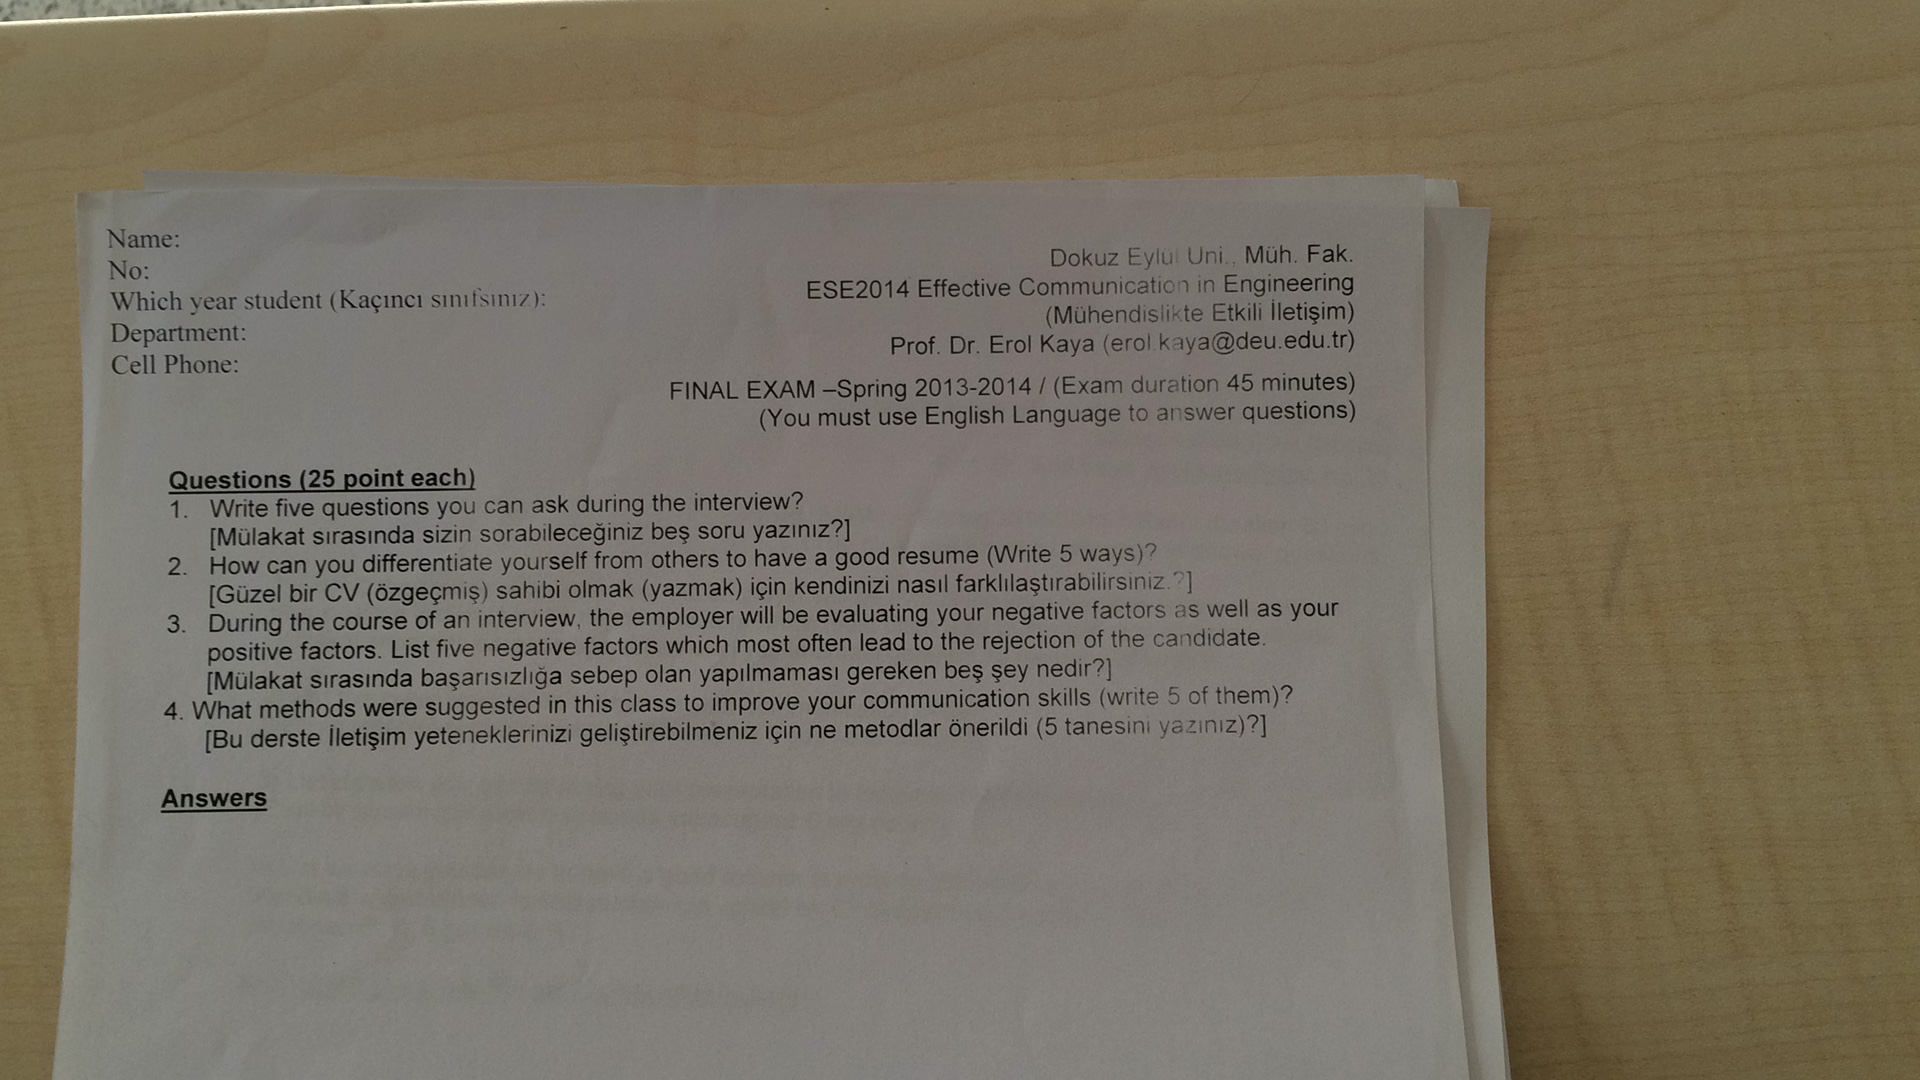 Name:
No:
Which year student (Kaçıncı sınıfsınız):
Department:
Cell Phone:
Dokuz Eylul Uni., Müh. Fak.
ESE2014 Effective Communication in Engineering
(Mühendislikte Etkili İletişim)
Prof. Dr. Erol Kaya (erol.kaya@deu.edu.tr)
FINAL EXAM –Spring 2013-2014 / (Exam duration 45 minutes)
(You must use English Language to answer questions)
Questions (25 point each)
1. Write five questions you can ask during the interview?
[Mülakat sırasında sizin sorabileceğiniz beş soru yazınız?]
2. How can you differentiate yourself from others to have a good resume (Write 5 ways)?
[Güzel bir CV (özgeçmiş) sahibi olmak (yazmak) için kendinizi nasıl farklılaştırabilirsiniz.?]
3. During the course of an interview, the employer will be evaluating your negative factors as well as your
positive factors. List five negative factors which most often lead to the rejection of the candidate.
[Mülakat sırasında başarısızlığa sebep olan yapılmaması gereken beş şey nedir?]
4. What methods were suggested in this class to improve your communication skills (write 5 of them)?
[Bu derste İletişim yeteneklerinizi geliştirebilmeniz için ne metodlar önerildi (5 tanesini yazınız)?]
Answers